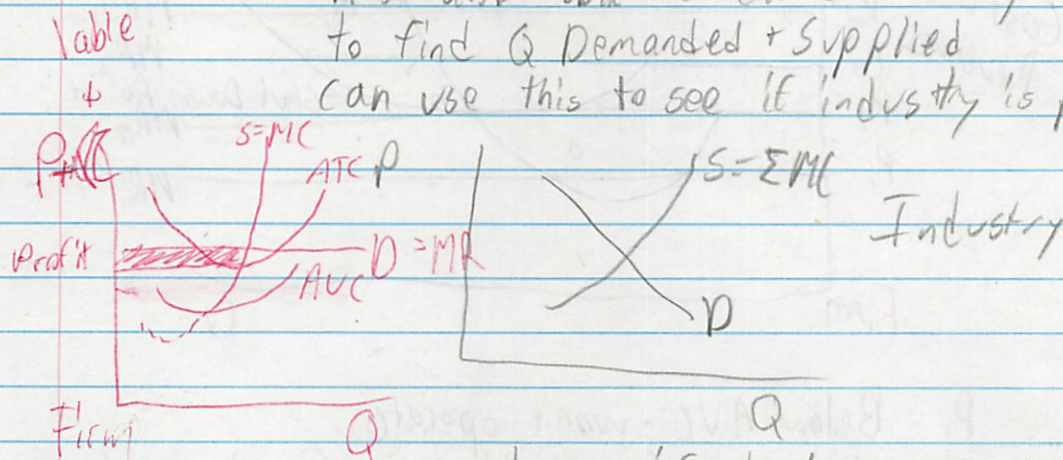 Table
to find Q Demanded + Supplied
+
can use this to see if industry is
P
S=MC
ATC
P
S=ΣMC
Industry
Profit
D=MR
AVC
D
Firm
Q
Q